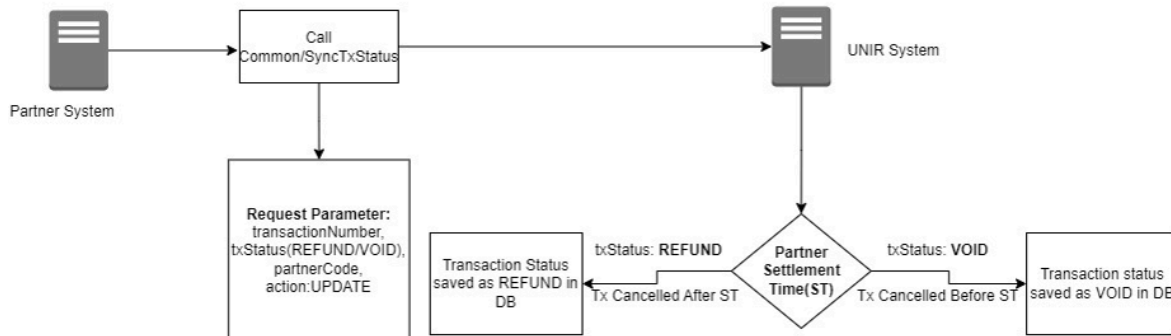 Partner System
Call
Common/SyncTxStatus
UNIR System
Request Parameter:
transactionNumber,
txStatus(REFUND/VOID),
partnerCode,
action:UPDATE
Transaction Status
saved as REFUND in
DB
txStatus: REFUND
Tx Cancelled After ST
Partner
Settlement
Time(ST)
txStatus: VOID
Tx Cancelled Before ST
Transaction status
saved as VOID in DB